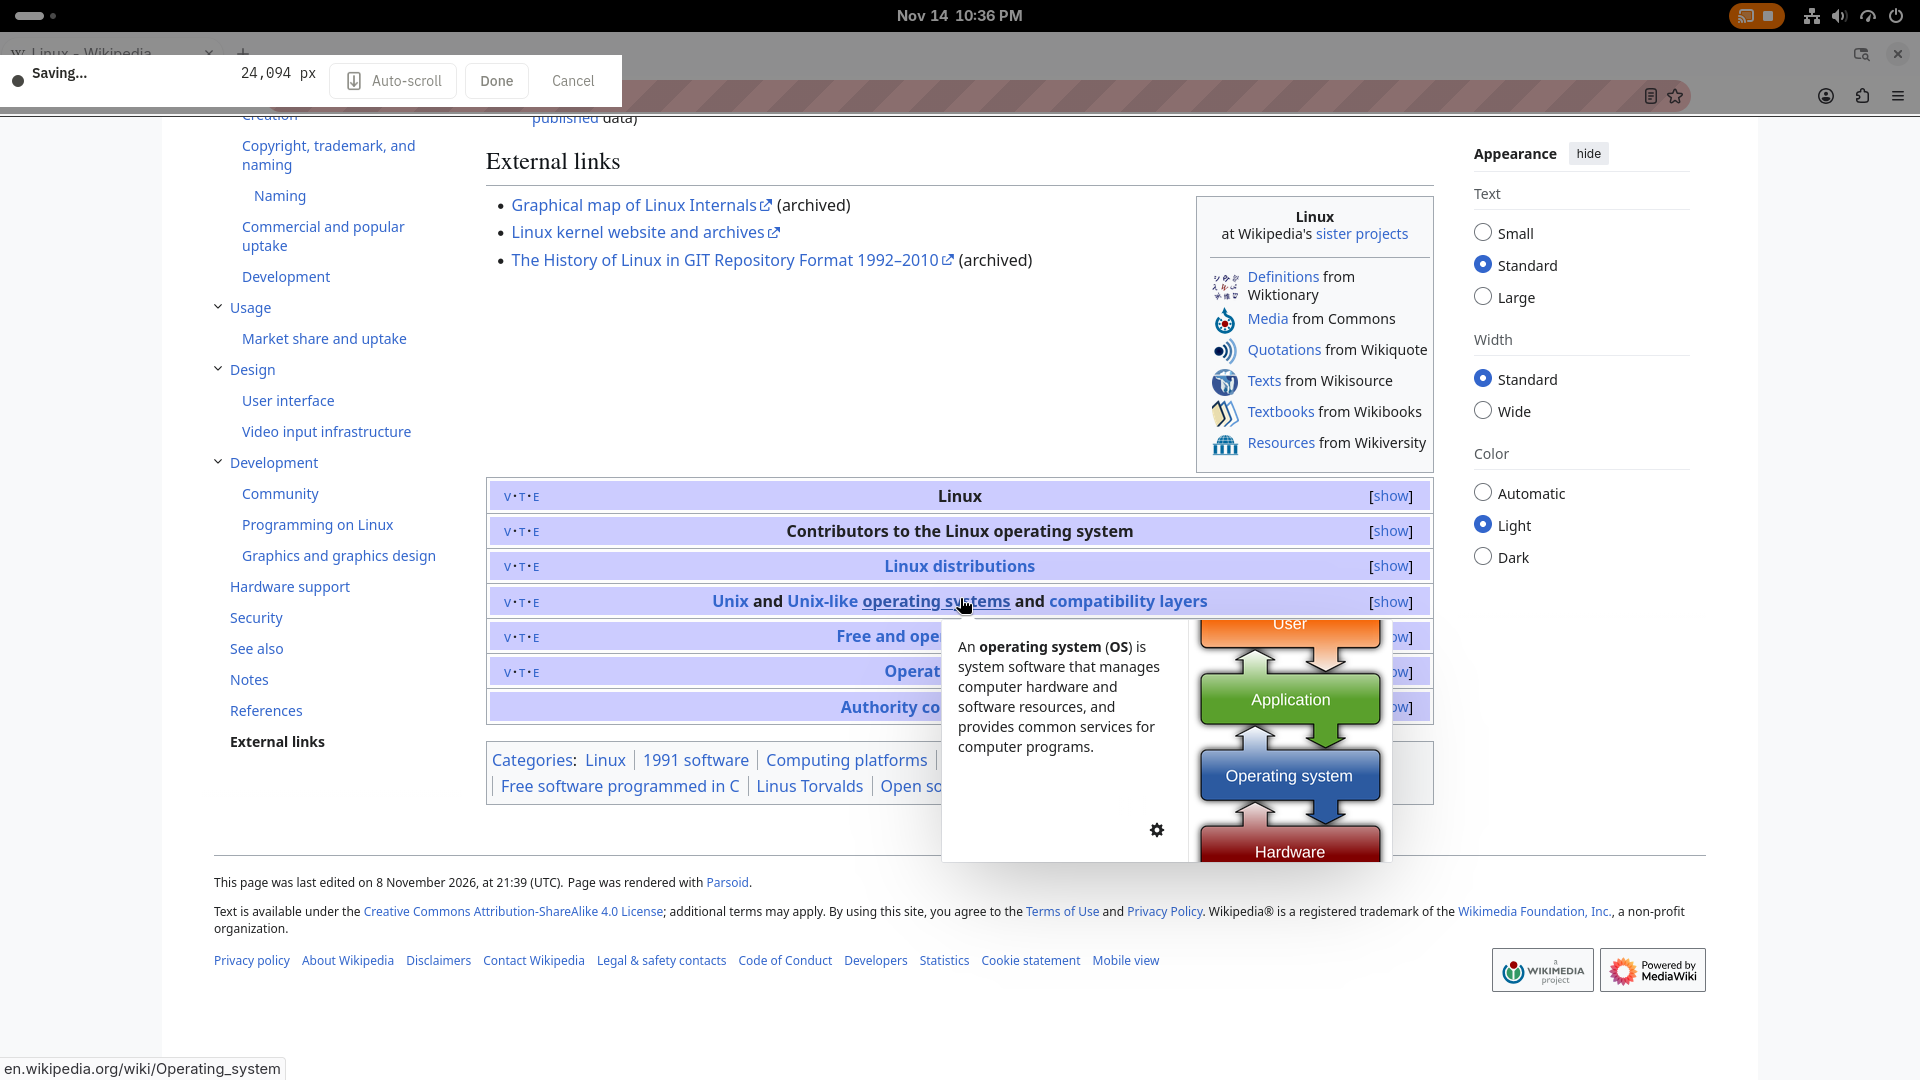 Nov 14 10:36 PM
Linux - Wikipedia
Saving...
24,094 px
Auto-scroll
Done
Cancel
Creation
Copyright, trademark, and
naming
Naming
Commercial and popular
uptake
Development
Usage
Market share and uptake
Design
User interface
Video input infrastructure
Development
Community
Programming on Linux
Graphics and graphics design
Hardware support
Security
See also
Notes
References
External links
published data)
External links
Graphical map of Linux Internals (archived)
Linux kernel website and archives
The History of Linux in GIT Repository Format 1992–2010 (archived)
Linux
at Wikipedia's sister projects
Definitions from
Wiktionary
Media from Commons
Quotations from Wikiquote
Texts from Wikisource
Textbooks from Wikibooks
Resources from Wikiversity
V·T·E Linux [show]
V·T·E Contributors to the Linux operating system [show]
V·T·E Linux distributions [show]
V·T·E Unix and Unix-like operating systems and compatibility layers [show]
V·T·E Free and ope ow]
V·T·E Operat ow]
Authority co ow]
An operating system (OS) is
system software that manages
computer hardware and
software resources, and
provides common services for
computer programs.
User
Application
Operating system
Hardware
Categories: Linux | 1991 software | Computing platforms |
| Free software programmed in C | Linus Torvalds | Open so
This page was last edited on 8 November 2026, at 21:39 (UTC). Page was rendered with Parsoid.
Text is available under the Creative Commons Attribution-ShareAlike 4.0 License; additional terms may apply. By using this site, you agree to the Terms of Use and Privacy Policy. Wikipedia® is a registered trademark of the Wikimedia Foundation, Inc., a non-profit
organization.
Privacy policy About Wikipedia Disclaimers Contact Wikipedia Legal & safety contacts Code of Conduct Developers Statistics Cookie statement Mobile view
a
WIKIMEDIA
project
Powered by
MediaWiki
Appearance hide
Text
Small
Standard
Large
Width
Standard
Wide
Color
Automatic
Light
Dark
en.wikipedia.org/wiki/Operating_system